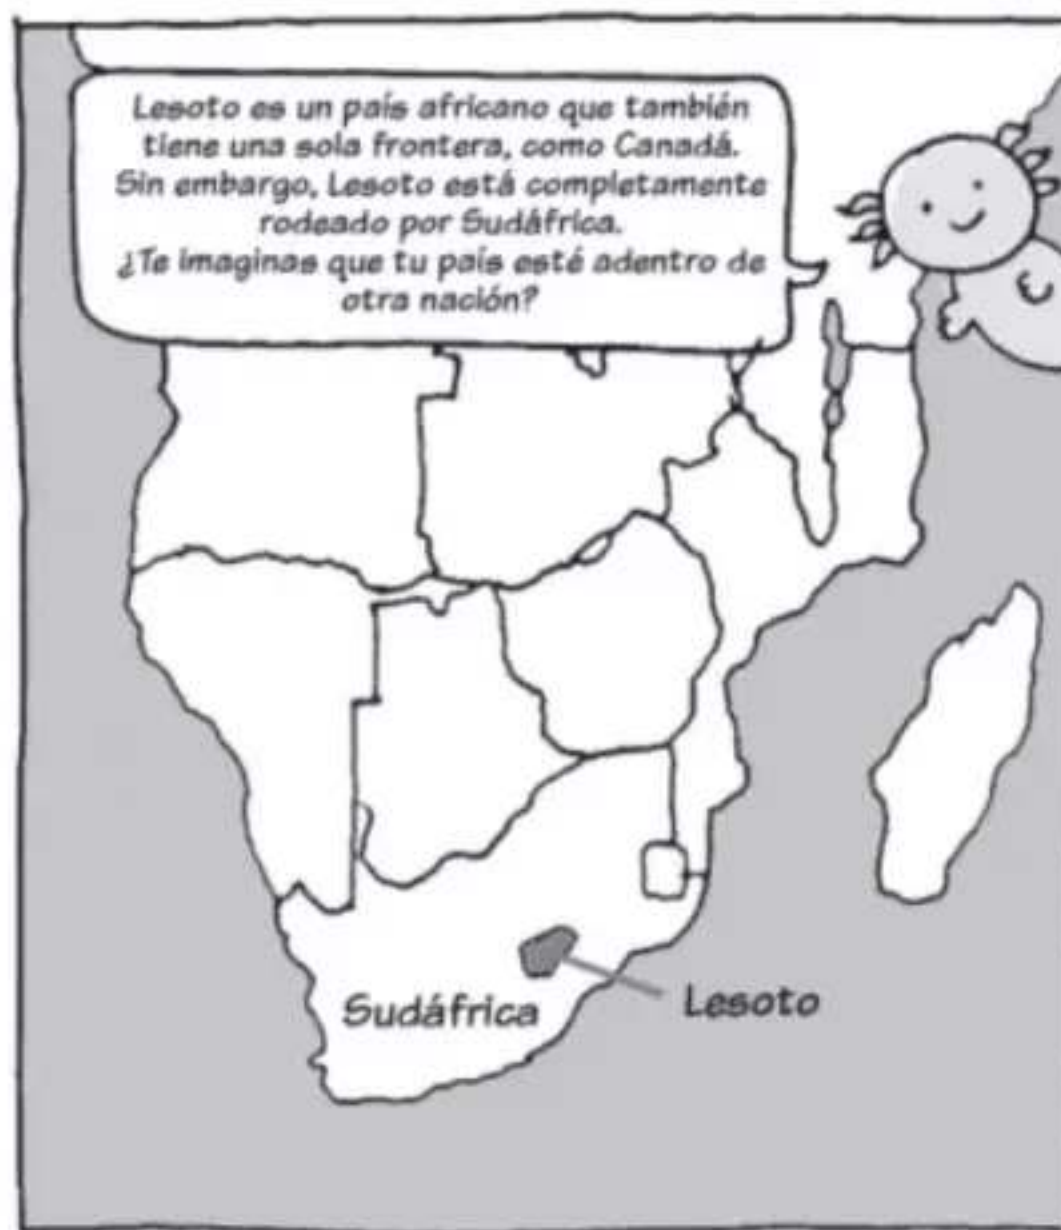 Lesoto es un país africano que también
tiene una sola frontera, como Canadá.
Sin embargo, Lesoto está completamente
rodeado por Sudáfrica.
¿Te imaginas que tu país esté adentro de
otra nación?
Sudáfrica
Lesoto